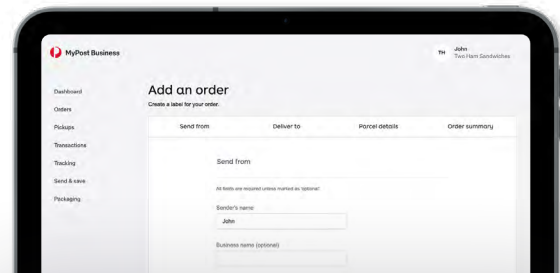 MyPost Business
TH
John
Two Ham Sandwiches
Dashboard
Orders
Pickups
Transactions
Tracking
Send & save
Packaging
Add an order
Create a label for your order.
Send from
Deliver to
Parcel details
Order summary
Send from
All fields are required unless marked as 'optional'.
Sender's name
John
Business name (optional)